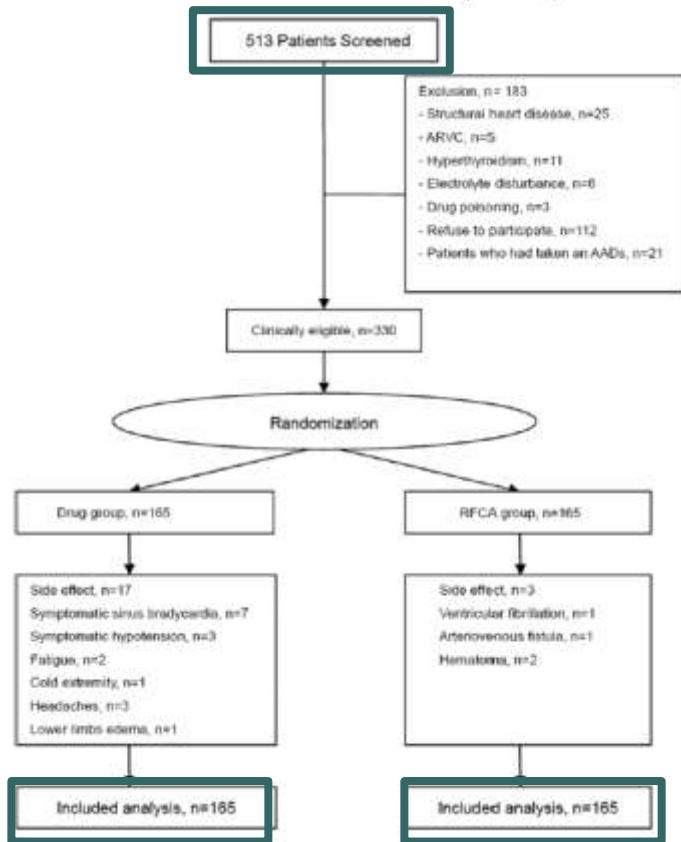 513 Patients Screened
Exclusion, n= 183
- Structural heart disease, n=25
- ARVC, n=5
- Hyperthyroidism, n=11
- Electrolyte disturbance, n=6
- Drug poisoning, n=3
- Refuse to participate, n=112
- Patients who had taken an AADs, n=21
Clinically eligible, n=330
Randomization
Drug group, n=165
RFCA group, n=165
Side effect, n=17
Symptomatic sinus bradycardia, n=7
Symptomatic hypotension, n=3
Fatigue, n=2
Cold extremity, n=1
Headaches, n=3
Lower limbs edema, n=1
Side effect, n=3
Ventricular fibrillation, n=1
Arteriovenous fistula, n=1
Hematoma, n=2
Included analysis, n=165
Included analysis, n=165